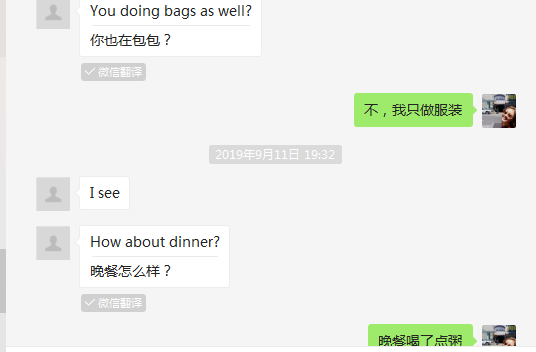 You doing bags as well?
你也在包包？
微信翻译
不，我只做服装
2019年9月11日 19:32
I see
How about dinner?
晚餐怎么样？
微信翻译
晚餐喝了点粥